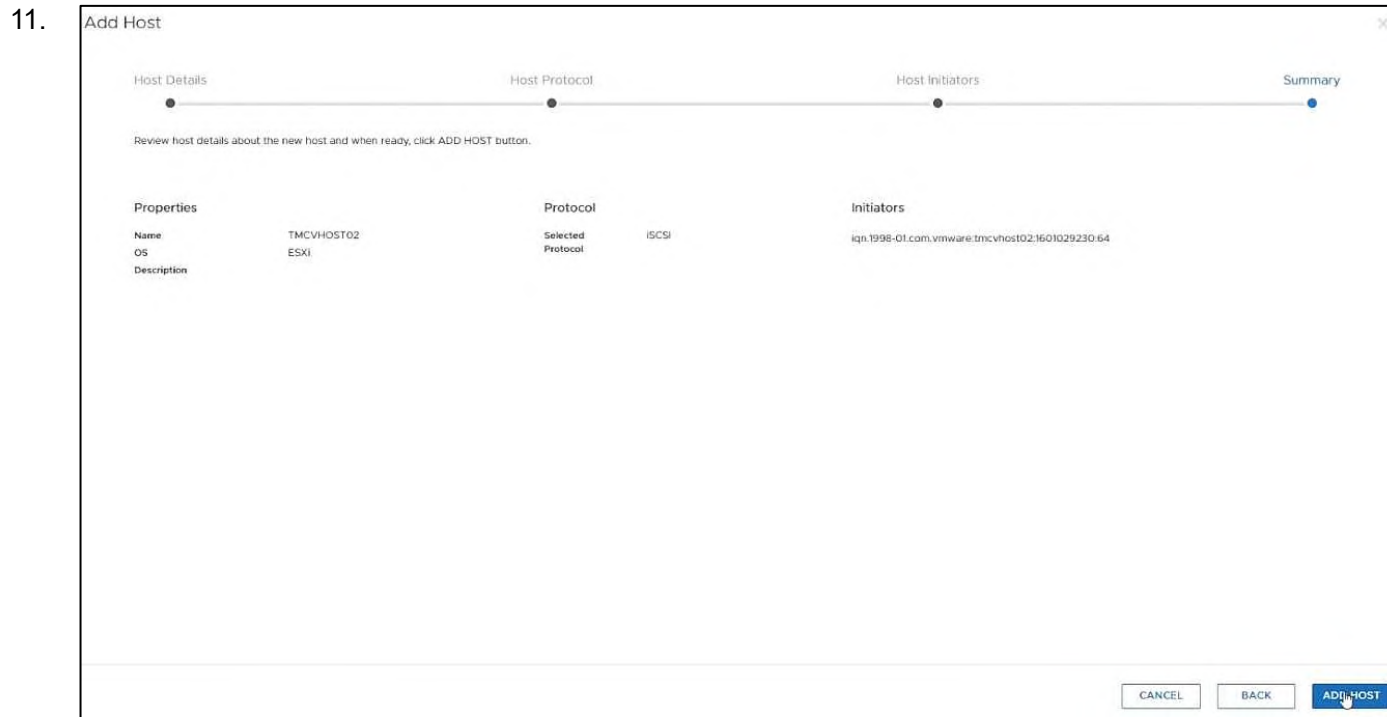 11.
Add Host
Host Details Host Protocol Host Initiators Summary
Review host details about the new host and when ready, click ADD HOST button.
Properties Protocol Initiators
Name TMCVHOST02 Selected Protocol iSCSI iqn.1998-01.com.vmware:tmcvhost02:1601029230:64
OS ESXi
Description
CANCEL BACK ADD HOST